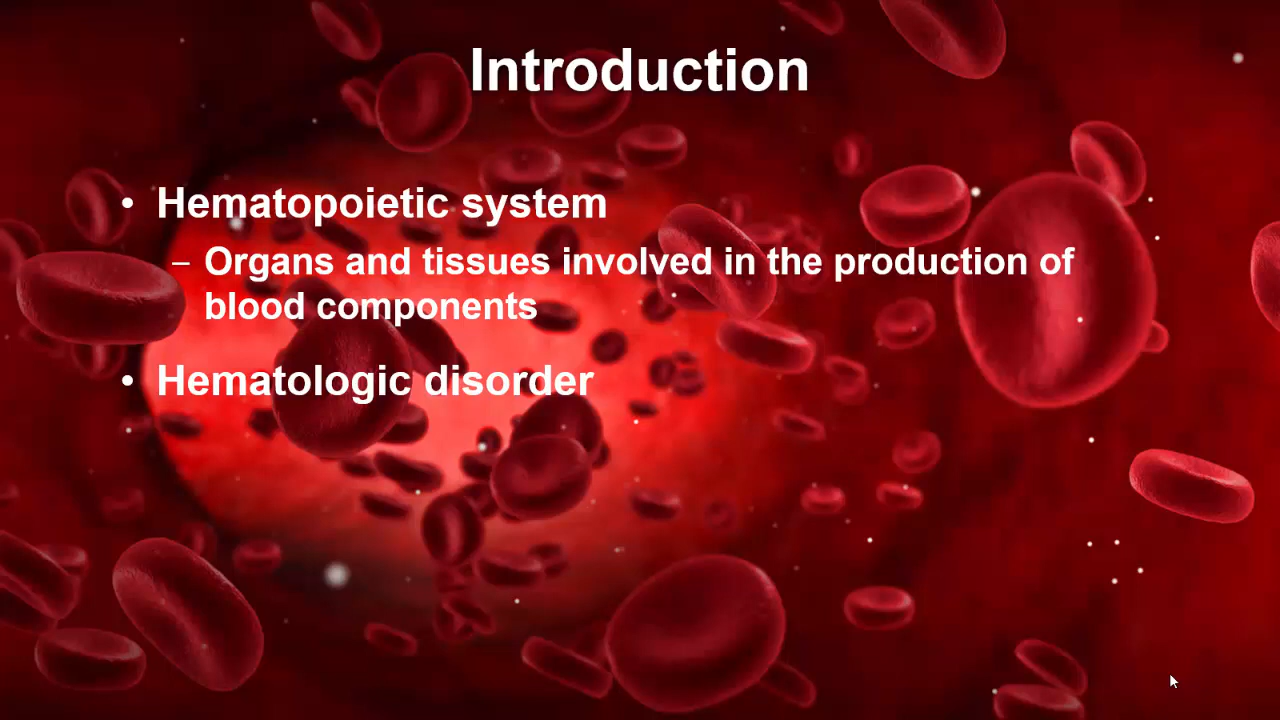 Introduction
• Hematopoietic system
– Organs and tissues involved in the production of
blood components
• Hematologic disorder